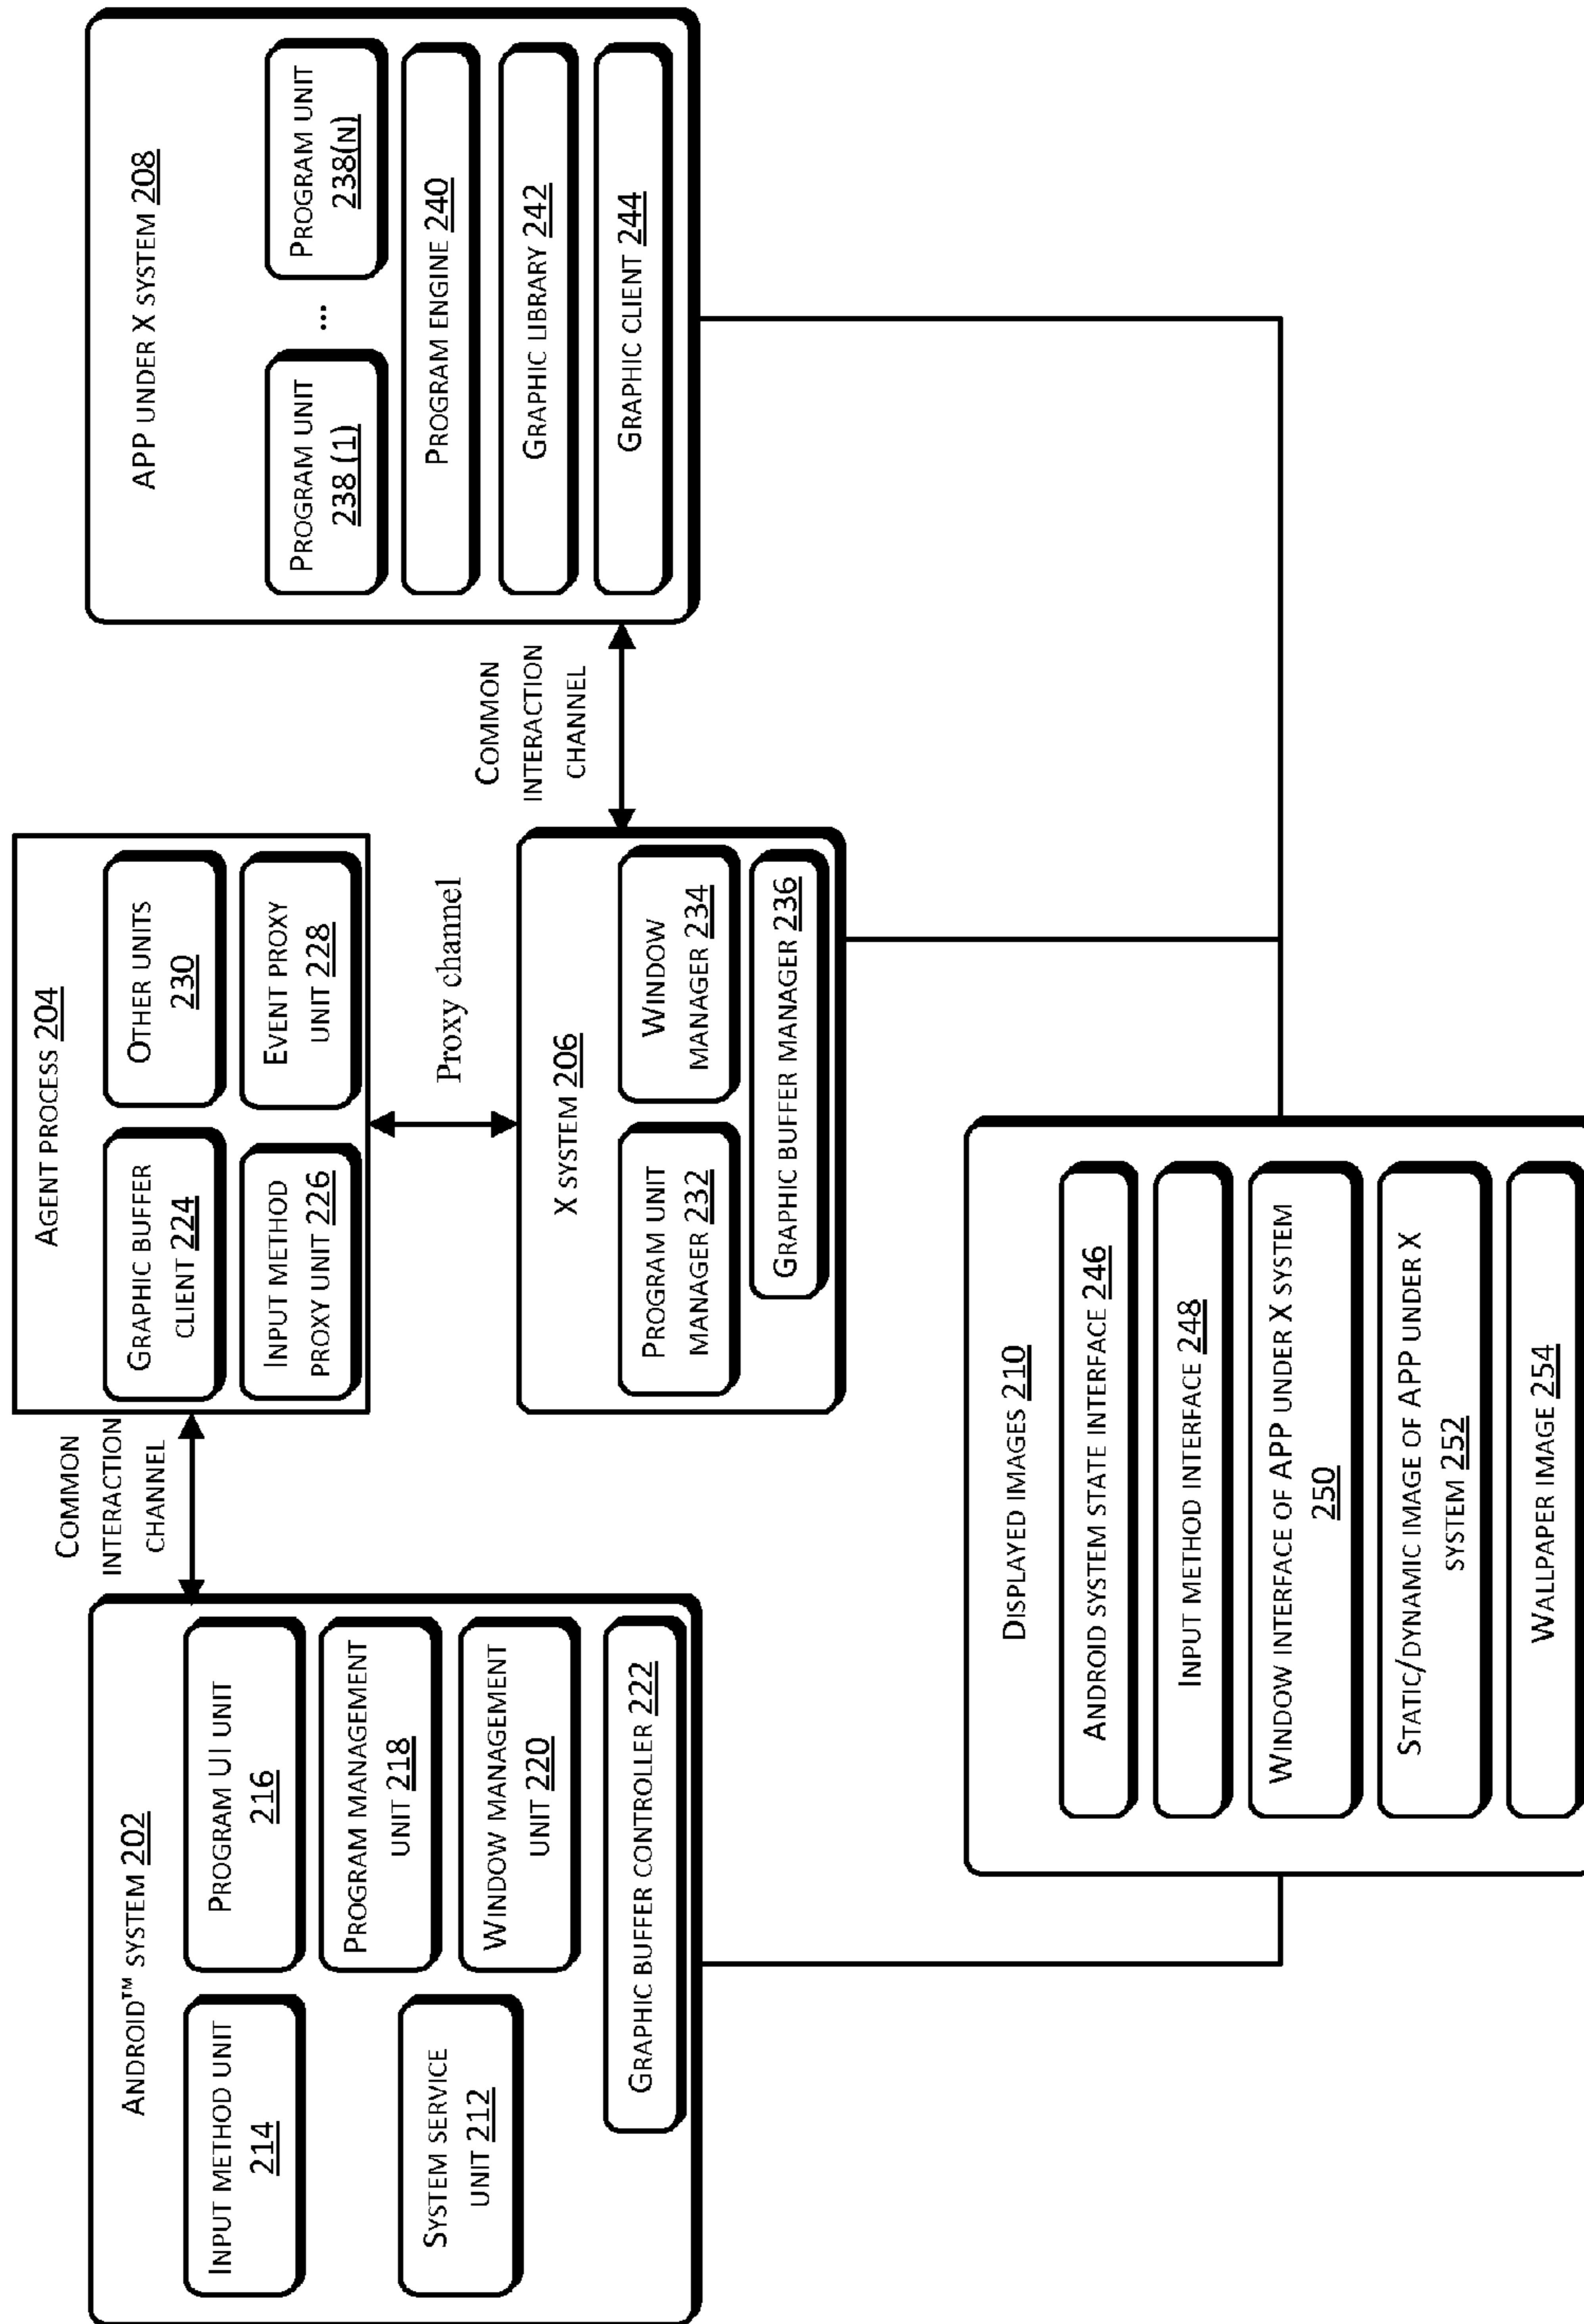 ANDROID™ SYSTEM 202
INPUT METHOD UNIT
214
PROGRAM UI UNIT
216
SYSTEM SERVICE
UNIT 212
PROGRAM MANAGEMENT
UNIT 218
WINDOW MANAGEMENT
UNIT 220
GRAPHIC BUFFER CONTROLLER 222
COMMON
INTERACTION
CHANNEL
AGENT PROCESS 204
GRAPHIC BUFFER
CLIENT 224
OTHER UNITS
230
INPUT METHOD
PROXY UNIT 226
EVENT PROXY
UNIT 228
Proxy channel
X SYSTEM 206
PROGRAM UNIT
MANAGER 232
WINDOW
MANAGER 234
GRAPHIC BUFFER MANAGER 236
COMMON
INTERACTION
CHANNEL
APP UNDER X SYSTEM 208
PROGRAM UNIT
238 (1)
...
PROGRAM UNIT
238(N)
PROGRAM ENGINE 240
GRAPHIC LIBRARY 242
GRAPHIC CLIENT 244
DISPLAYED IMAGES 210
ANDROID SYSTEM STATE INTERFACE 246
INPUT METHOD INTERFACE 248
WINDOW INTERFACE OF APP UNDER X SYSTEM
250
STATIC/DYNAMIC IMAGE OF APP UNDER X
SYSTEM 252
WALLPAPER IMAGE 254